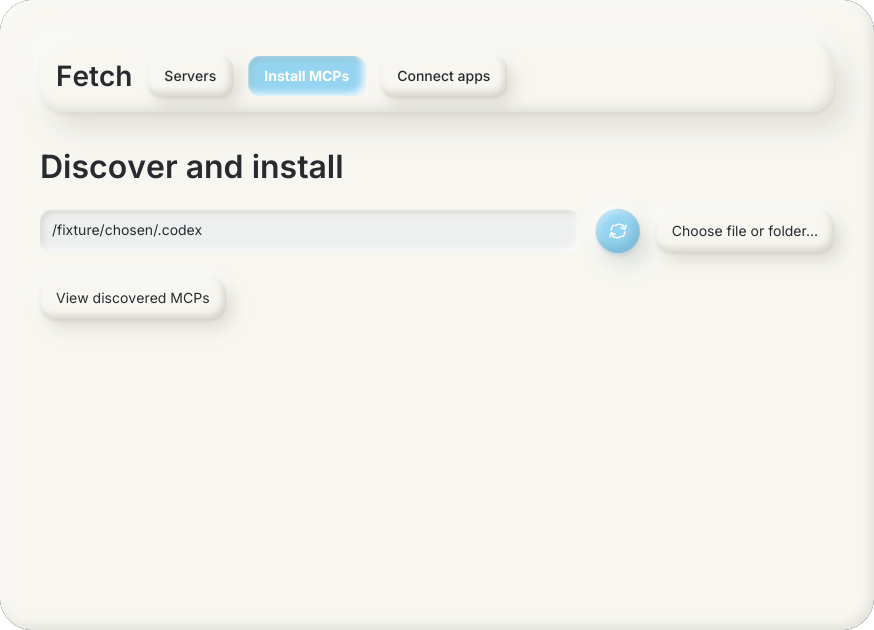 Fetch
Servers
Install MCPs
Connect apps
Discover and install
/fixture/chosen/.codex
Choose file or folder...
View discovered MCPs